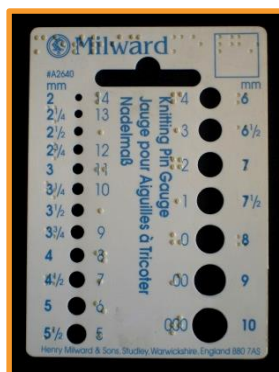 Milward
#A2640
mm
mm
2 14
2¼ 13
2½
2¾ 12
3 11
3¼ 10
3½
3¾ 9
4 8
4½ 7
5 6
5½ 5
Knitting Pin Gauge
Jauge pour Aiguilles à Tricoter
Nadelmaß
4 6
3 6½
2 7
1 7½
0 8
00 9
000 10
Henry Milward & Sons, Studley, Warwickshire, England B80 7AS